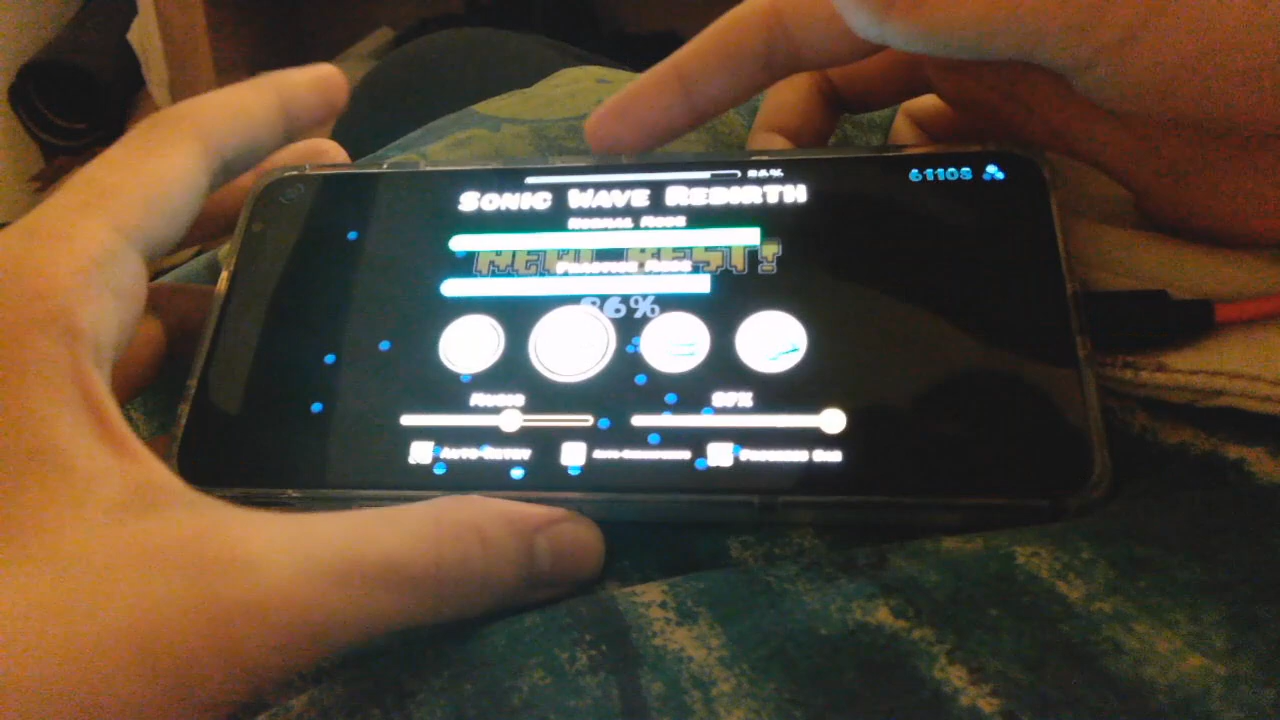 86%
61108
Sonic Wave Rebirth
Normal Mode
New Best!
Practice Mode
86%
Music
SFX
Auto-Retry
Auto-Checkpoints
Progress Bar